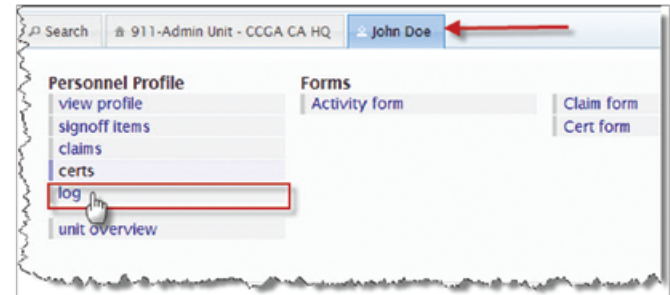 Search 911-Admin Unit - CCGA CA HQ John Doe
Personnel Profile Forms
view profile Activity form Claim form
signoff items Cert form
claims
certs
log
unit overview